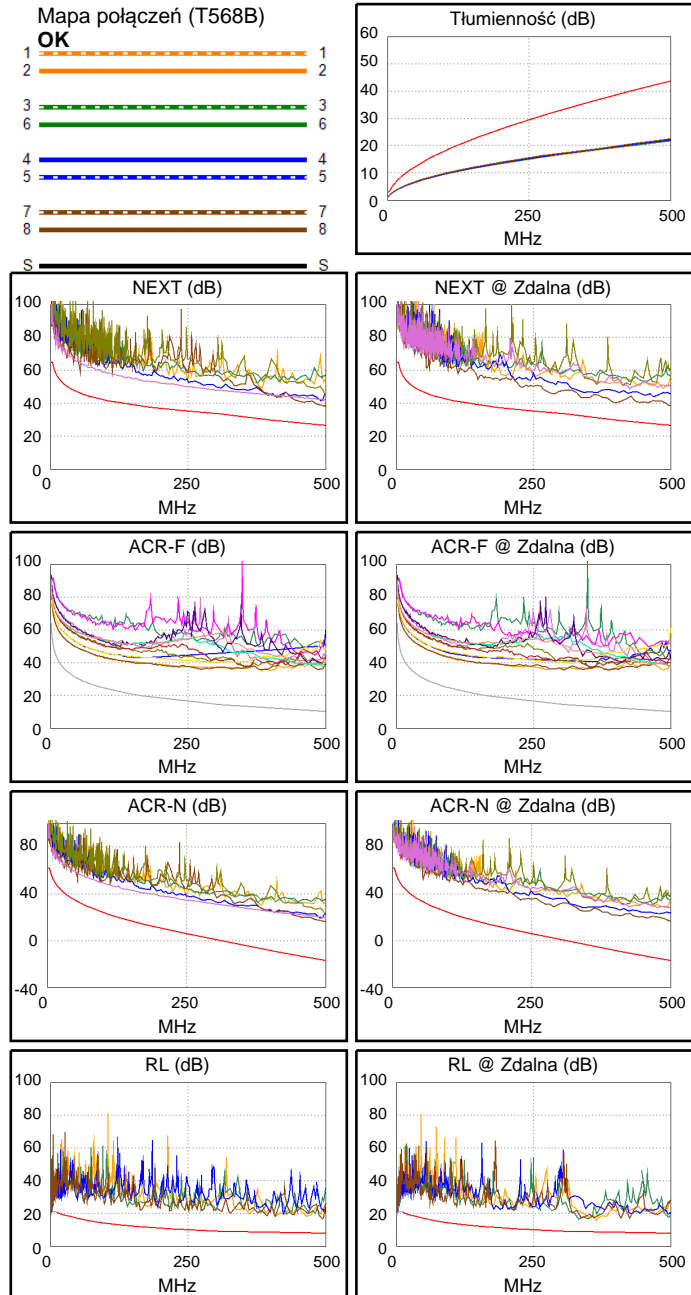 Mapa połączeń (T568B)
OK
1 1
2 2
3 3
6 6
4 4
5 5
7 7
8 8
S S
Tłumienność (dB)
60
50
40
30
20
10
0
0 250 500
MHz
NEXT (dB)
100
80
60
40
20
0
0 250 500
MHz
NEXT @ Zdalna (dB)
100
80
60
40
20
0
0 250 500
MHz
ACR-F (dB)
100
80
60
40
20
0
0 250 500
MHz
ACR-F @ Zdalna (dB)
100
80
60
40
20
0
0 250 500
MHz
ACR-N (dB)
80
40
0
-40
0 250 500
MHz
ACR-N @ Zdalna (dB)
80
40
0
-40
0 250 500
MHz
RL (dB)
100
80
60
40
20
0
0 250 500
MHz
RL @ Zdalna (dB)
100
80
60
40
20
0
0 250 500
MHz